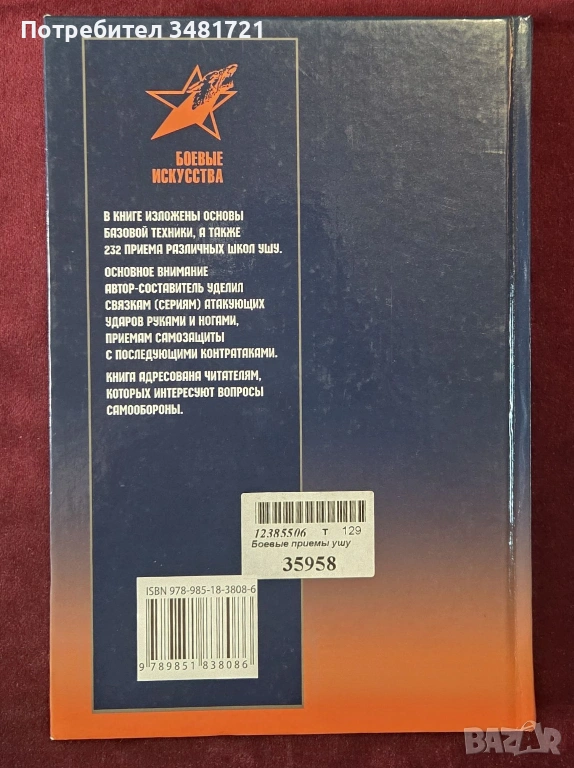 Потребител 3481721
БОЕВЫЕ
ИСКУССТВА
В КНИГЕ ИЗЛОЖЕНЫ ОСНОВЫ
БАЗОВОЙ ТЕХНИКИ, А ТАКЖЕ
232 ПРИЕМА РАЗЛИЧНЫХ ШКОЛ УШУ.
ОСНОВНОЕ ВНИМАНИЕ
АВТОР-СОСТАВИТЕЛЬ УДЕЛИЛ
СВЯЗКАМ (СЕРИЯМ) АТАКУЮЩИХ
УДАРОВ РУКАМИ И НОГАМИ,
ПРИЕМАМ САМОЗАЩИТЫ
С ПОСЛЕДУЮЩИМИ КОНТРАТАКАМИ.
КНИГА АДРЕСОВАНА ЧИТАТЕЛЯМ,
КОТОРЫХ ИНТЕРЕСУЮТ ВОПРОСЫ
САМООБОРОНЫ.
12385506 т 129
Боевые приемы ушу
35958
ISBN 978-985-18-3808-6
9 789851 838086
BAZAR